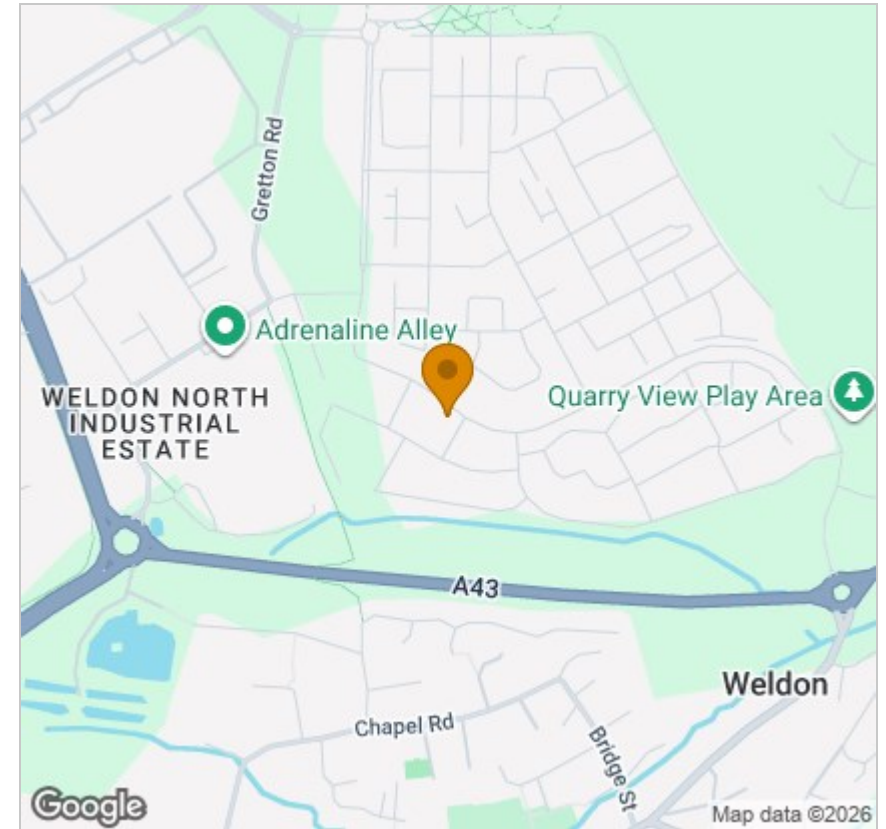 Gretton Rd
Adrenaline Alley
WELDON NORTH
INDUSTRIAL
ESTATE
Quarry View Play Area
A43
Weldon
Chapel Rd
Bridge St
Google
Map data ©2026